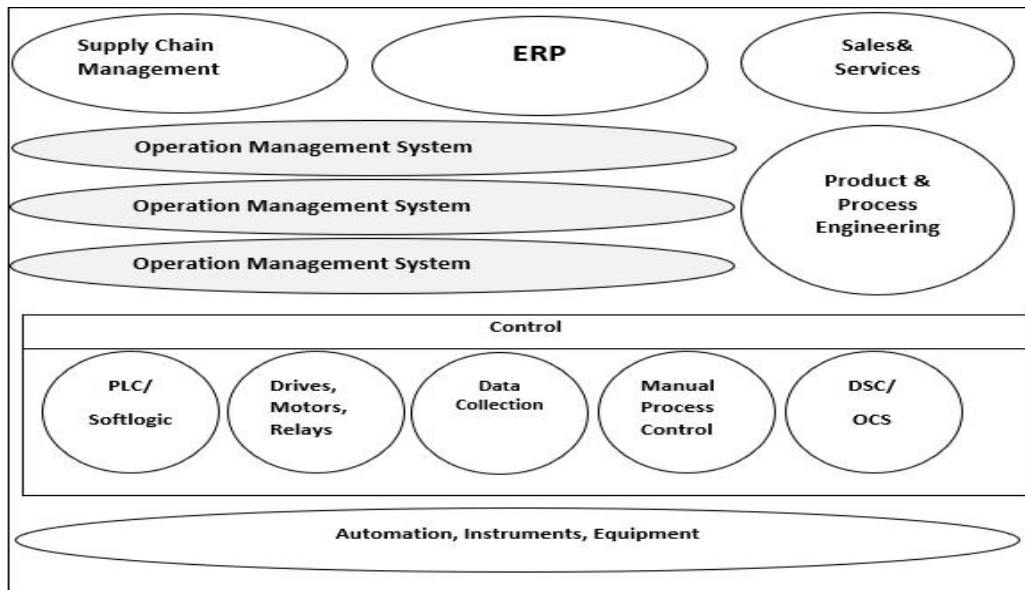 Supply Chain
Management
ERP
Sales&
Services
Operation Management System
Operation Management System
Operation Management System
Product &
Process
Engineering
Control
PLC/
Softlogic
Drives,
Motors,
Relays
Data
Collection
Manual
Process
Control
DSC/
OCS
Automation, Instruments, Equipment